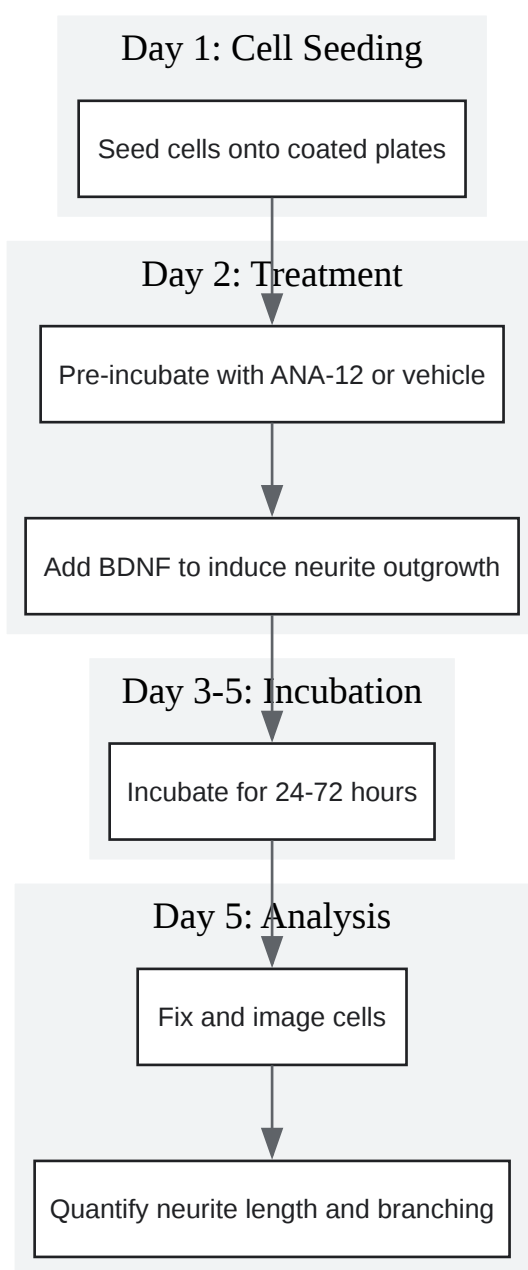 Day 1: Cell Seeding
Seed cells onto coated plates
Day 2: Treatment
Pre-incubate with ANA-12 or vehicle
Add BDNF to induce neurite outgrowth
Day 3-5: Incubation
Incubate for 24-72 hours
Day 5: Analysis
Fix and image cells
Quantify neurite length and branching